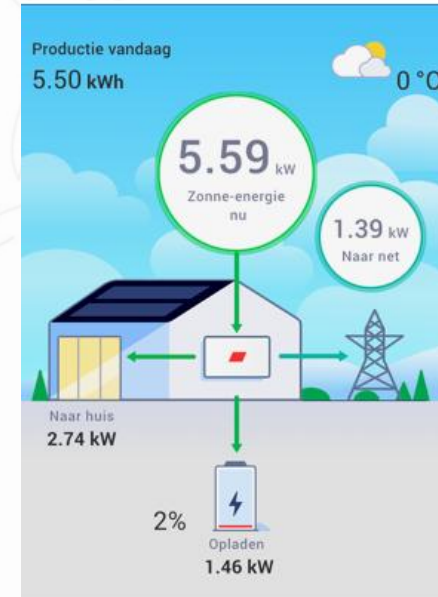 Productie vandaag
5.50 kWh
0 °C
5.59 kW
Zonne-energie
nu
1.39 kW
Naar net
Naar huis
2.74 kW
2%
Opladen
1.46 kW